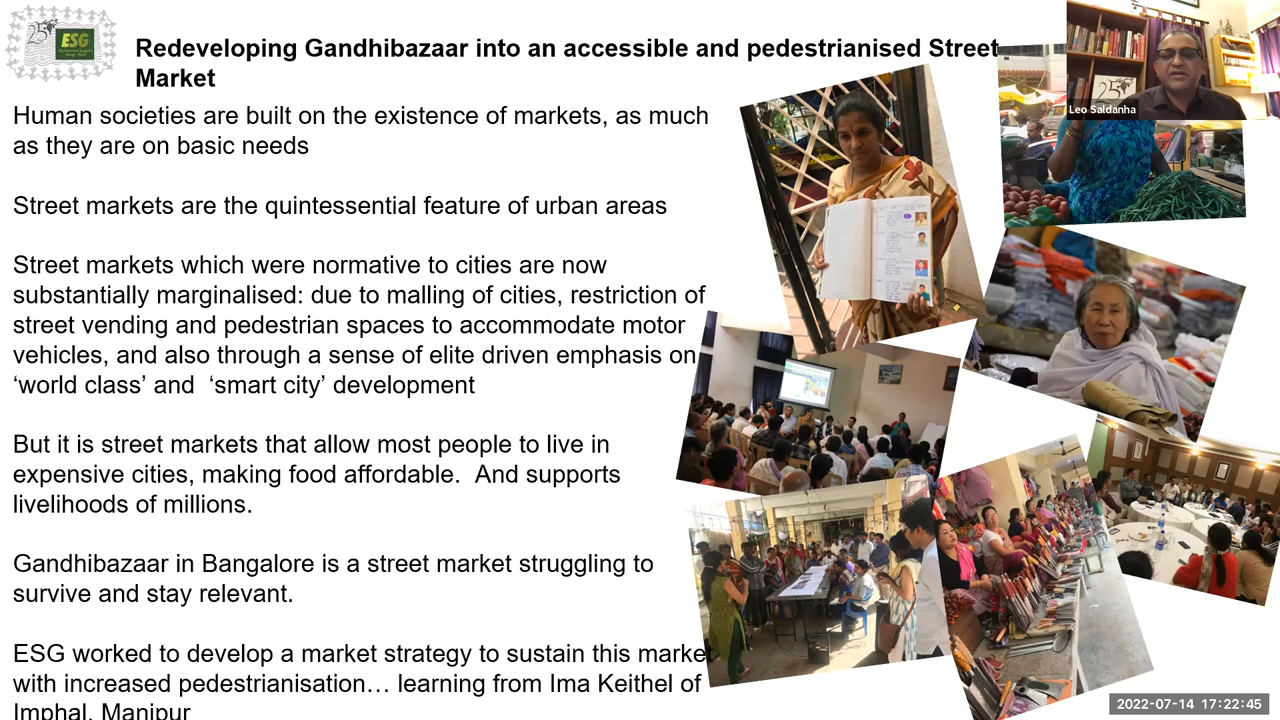 25
ESG
Redeveloping Gandhibazaar into an accessible and pedestrianised Street
Market
Leo Saldanha
Human societies are built on the existence of markets, as much
as they are on basic needs
Street markets are the quintessential feature of urban areas
Street markets which were normative to cities are now
substantially marginalised: due to malling of cities, restriction of
street vending and pedestrian spaces to accommodate motor
vehicles, and also through a sense of elite driven emphasis on
‘world class’ and  ‘smart city’ development
But it is street markets that allow most people to live in
expensive cities, making food affordable.  And supports
livelihoods of millions.
Gandhibazaar in Bangalore is a street market struggling to
survive and stay relevant.
ESG worked to develop a market strategy to sustain this market
with increased pedestrianisation… learning from Ima Keithel of
Imphal, Manipur
2022-07-14 17:22:45